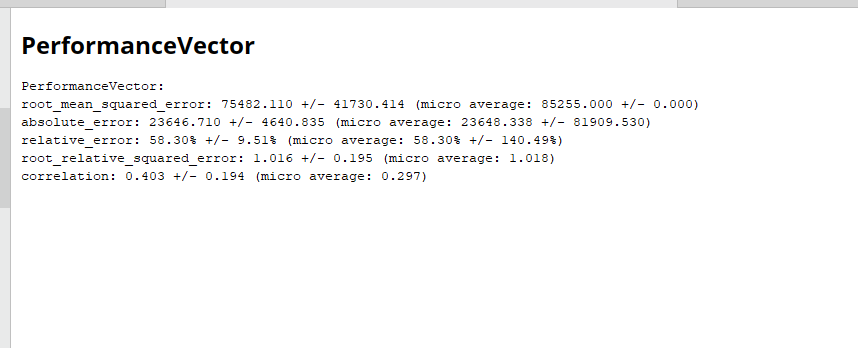 PerformanceVector
PerformanceVector:
root_mean_squared_error: 75482.110 +/- 41730.414 (micro average: 85255.000 +/- 0.000)
absolute_error: 23646.710 +/- 4640.835 (micro average: 23648.338 +/- 81909.530)
relative_error: 58.30% +/- 9.51% (micro average: 58.30% +/- 140.49%)
root_relative_squared_error: 1.016 +/- 0.195 (micro average: 1.018)
correlation: 0.403 +/- 0.194 (micro average: 0.297)